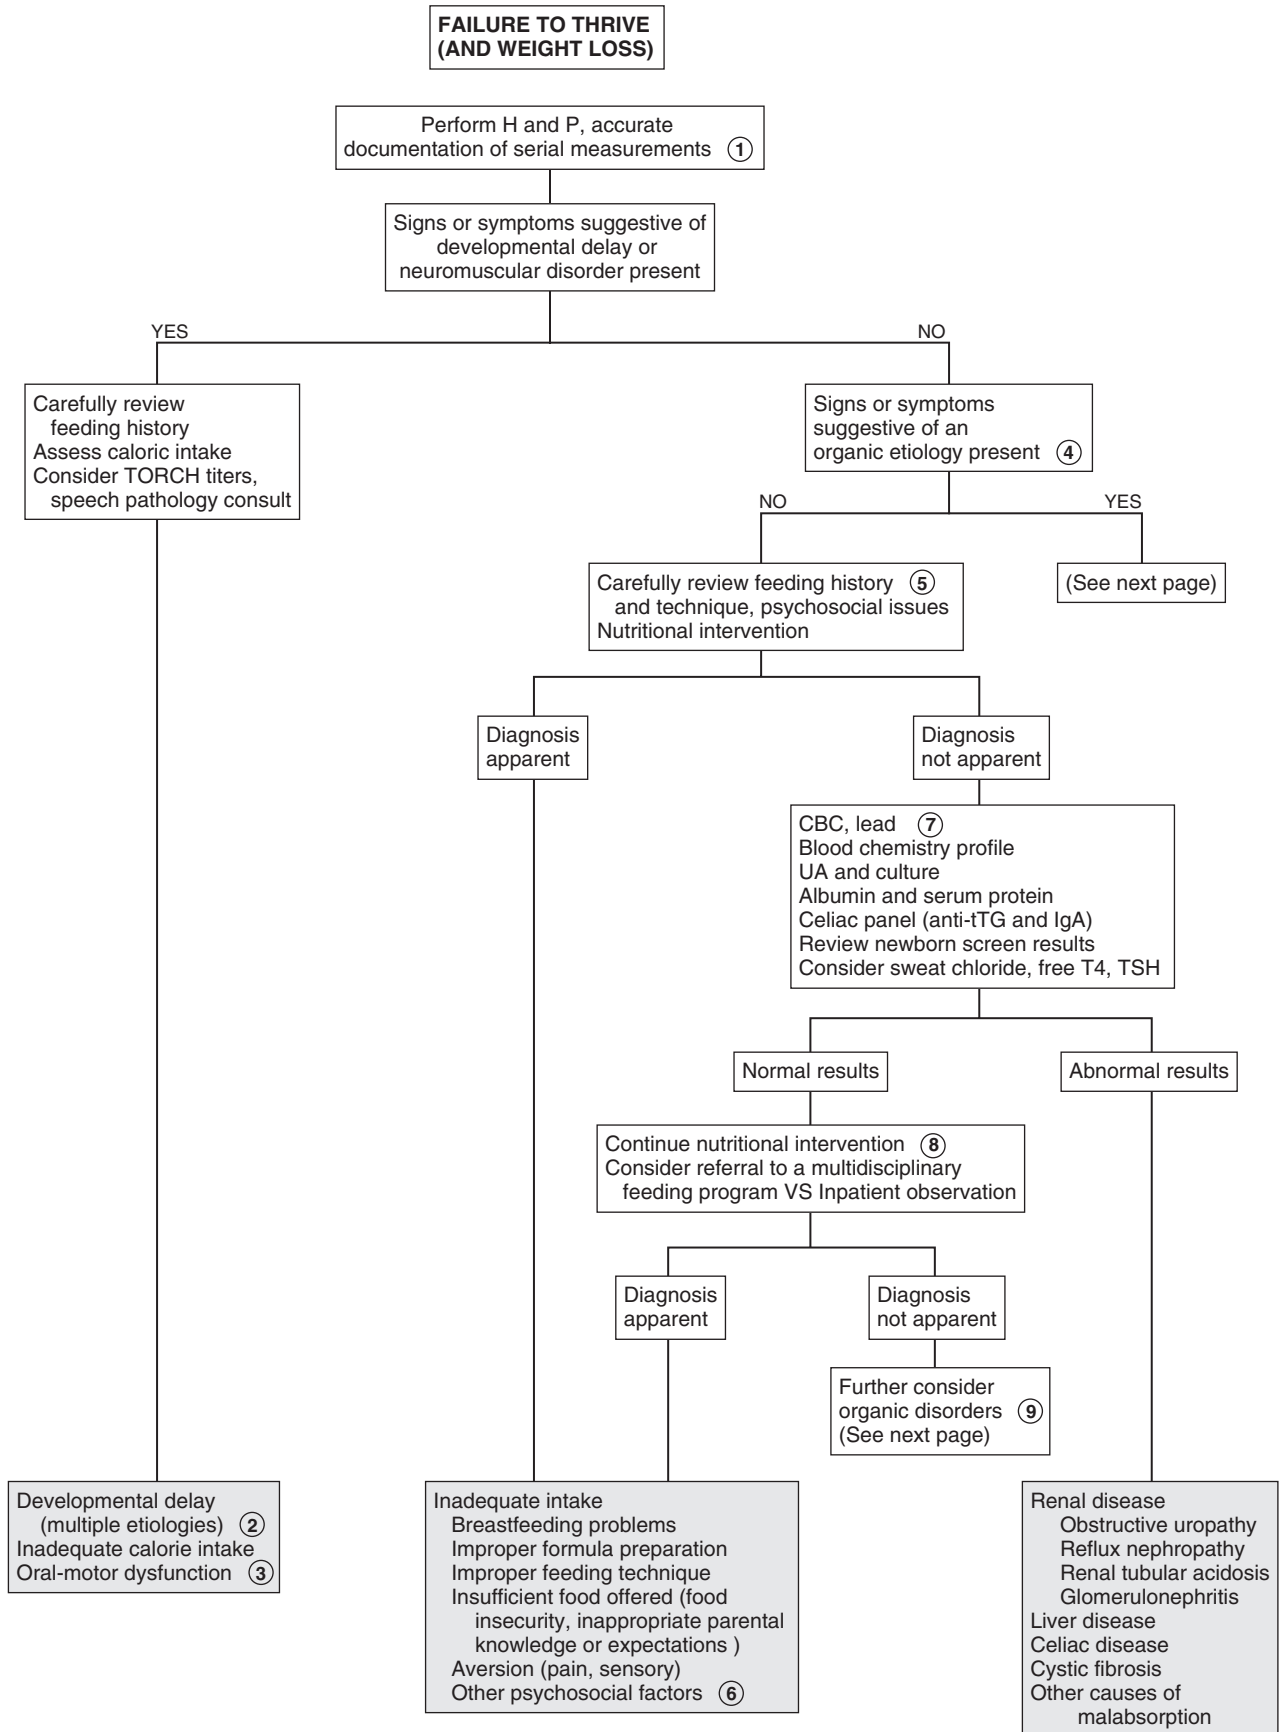 FAILURE TO THRIVE
(AND WEIGHT LOSS)
Perform H and P, accurate
documentation of serial measurements 1
Signs or symptoms suggestive of
developmental delay or
neuromuscular disorder present
YES
NO
Carefully review
feeding history
Assess caloric intake
Consider TORCH titers,
speech pathology consult
Signs or symptoms
suggestive of an
organic etiology present 4
NO
YES
Carefully review feeding history 5
and technique, psychosocial issues
Nutritional intervention
(See next page)
Diagnosis
apparent
Diagnosis
not apparent
CBC, lead 7
Blood chemistry profile
UA and culture
Albumin and serum protein
Celiac panel (anti-tTG and IgA)
Review newborn screen results
Consider sweat chloride, free T4, TSH
Normal results
Abnormal results
Continue nutritional intervention 8
Consider referral to a multidisciplinary
feeding program VS Inpatient observation
Diagnosis
apparent
Diagnosis
not apparent
Further consider
organic disorders 9
(See next page)
Developmental delay
(multiple etiologies) 2
Inadequate calorie intake
Oral-motor dysfunction 3
Inadequate intake
Breastfeeding problems
Improper formula preparation
Improper feeding technique
Insufficient food offered (food
insecurity, inappropriate parental
knowledge or expectations )
Aversion (pain, sensory)
Other psychosocial factors 6
Renal disease
Obstructive uropathy
Reflux nephropathy
Renal tubular acidosis
Glomerulonephritis
Liver disease
Celiac disease
Cystic fibrosis
Other causes of
malabsorption